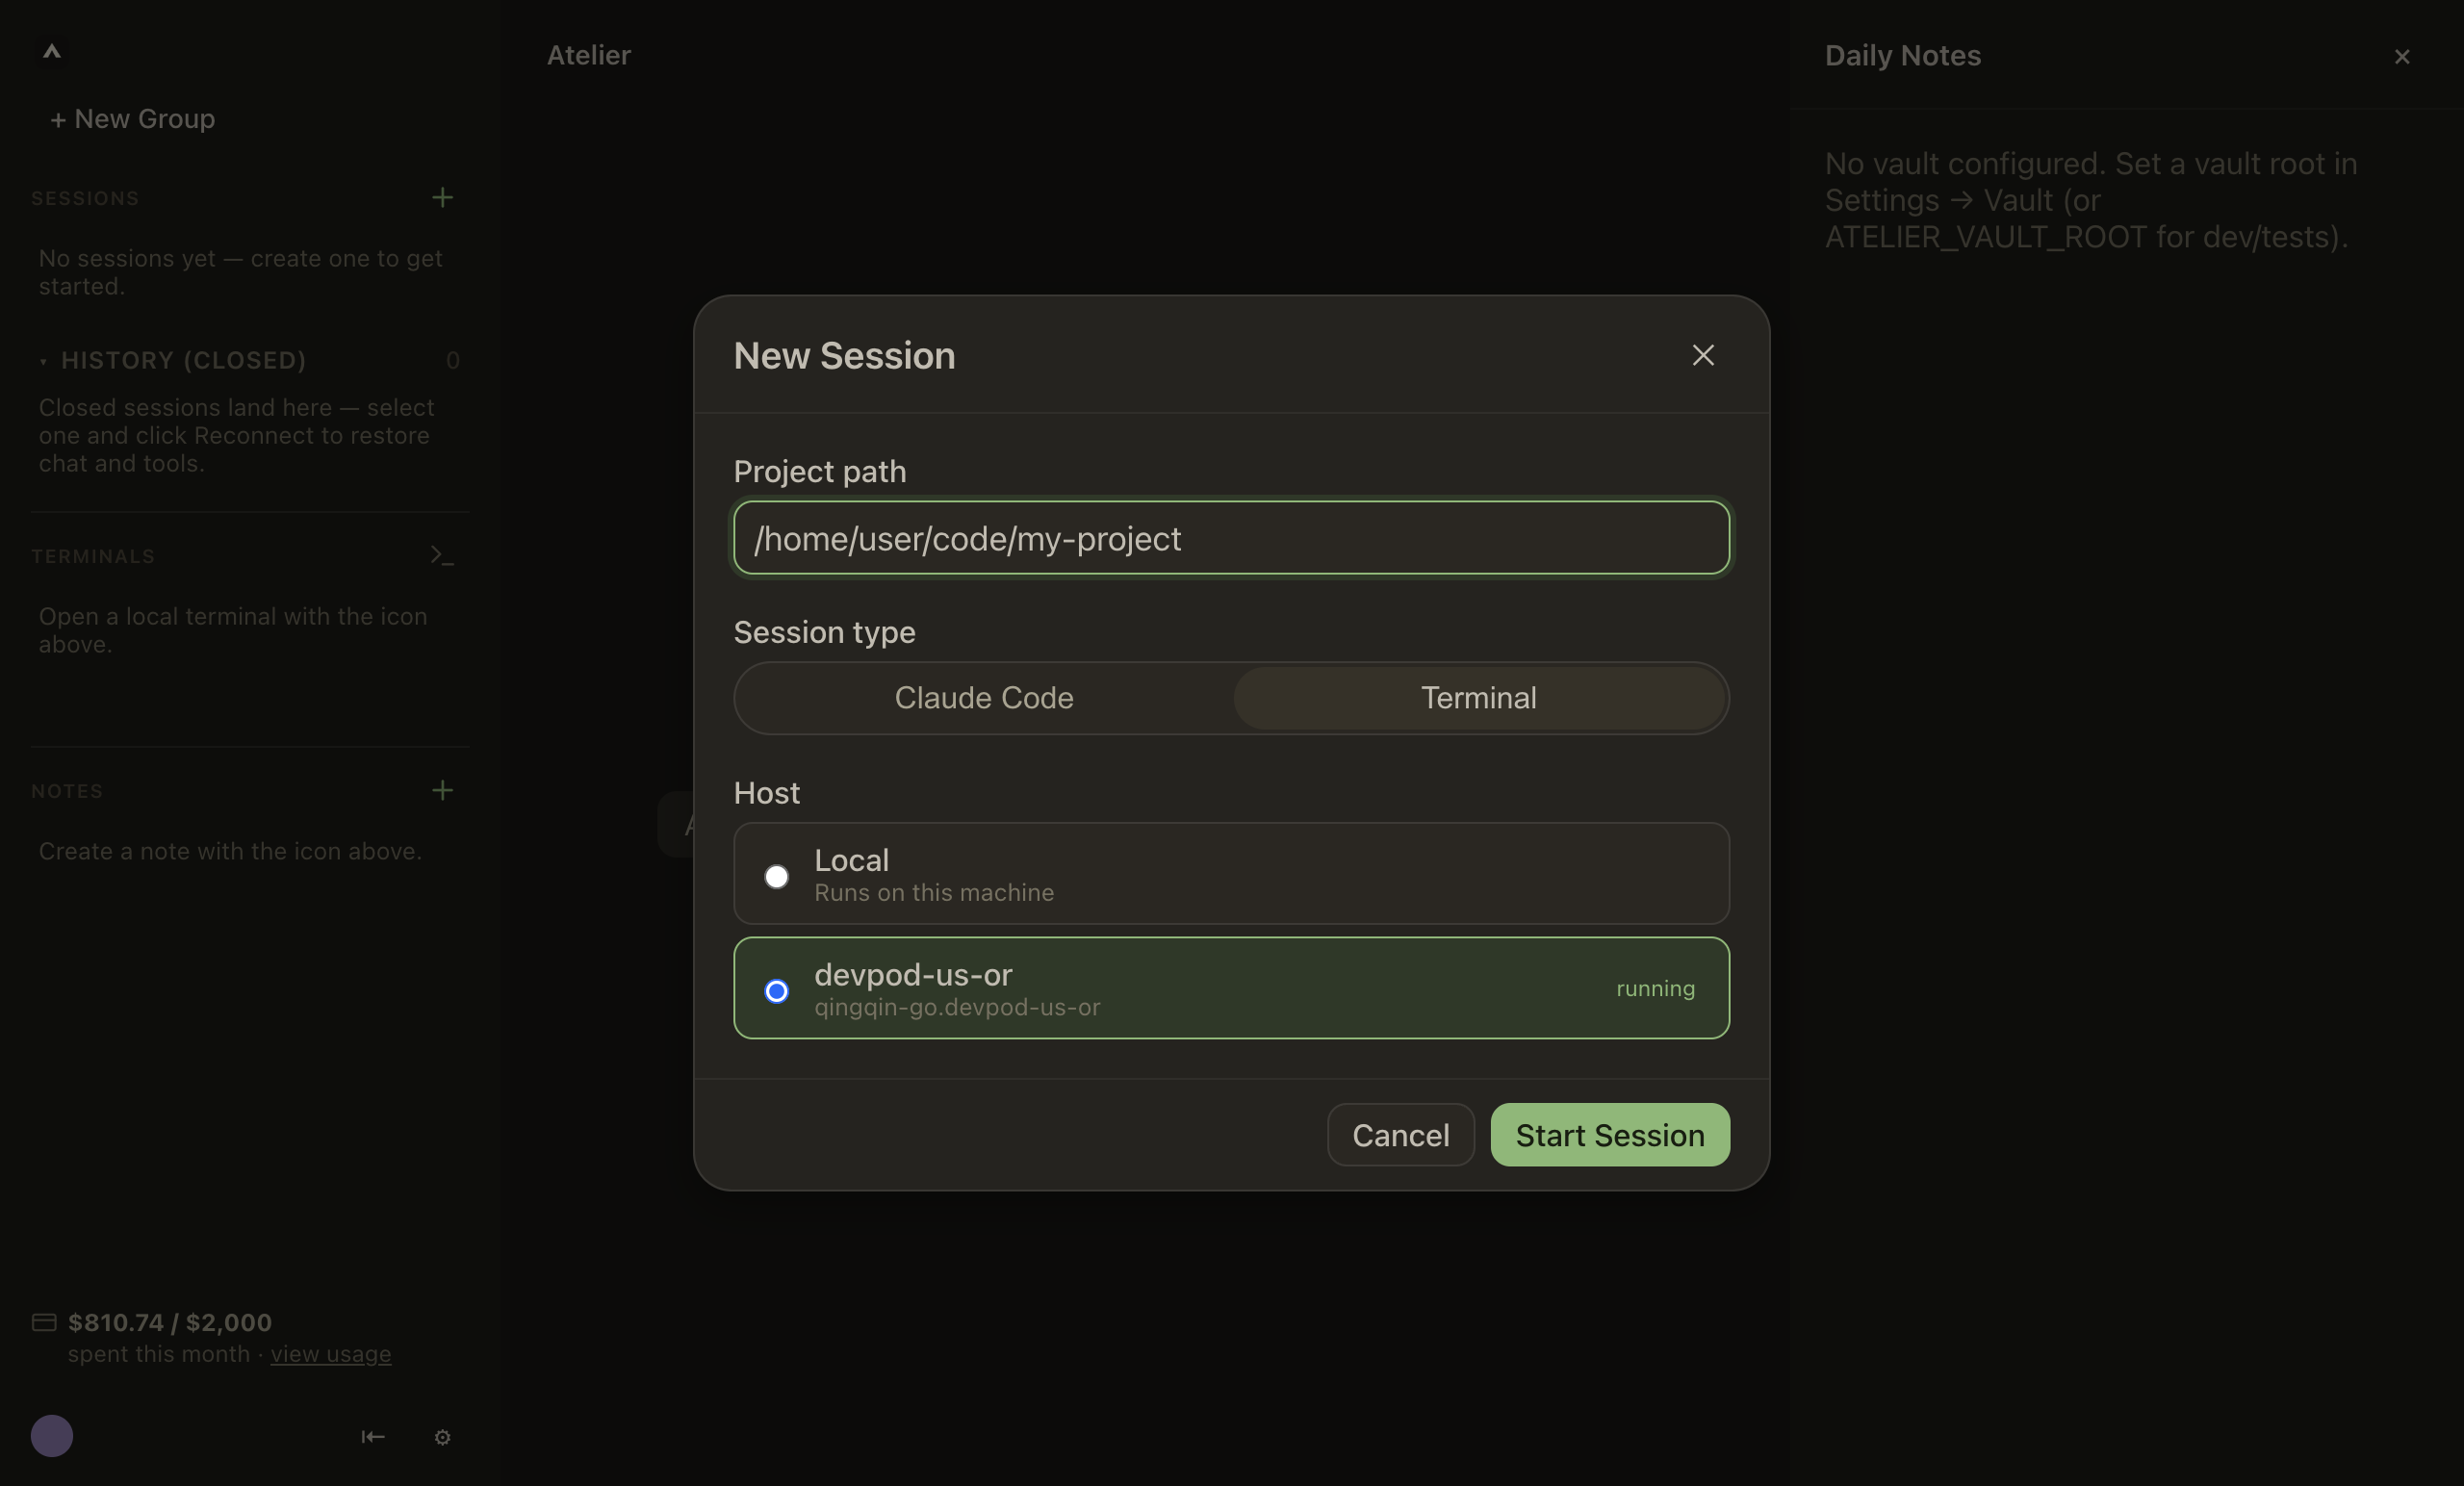 + New Group
SESSIONS
No sessions yet — create one to get
started.
HISTORY (CLOSED) 0
Closed sessions land here — select
one and click Reconnect to restore
chat and tools.
TERMINALS
Open a local terminal with the icon
above.
NOTES
Create a note with the icon above.
$810.74 / $2,000
spent this month · view usage
Atelier
New Session
Project path
/home/user/code/my-project
Session type
Claude Code Terminal
Host
Local
Runs on this machine
devpod-us-or
qingqin-go.devpod-us-or
running
Cancel Start Session
Daily Notes
No vault configured. Set a vault root in
Settings → Vault (or
ATELIER_VAULT_ROOT for dev/tests).